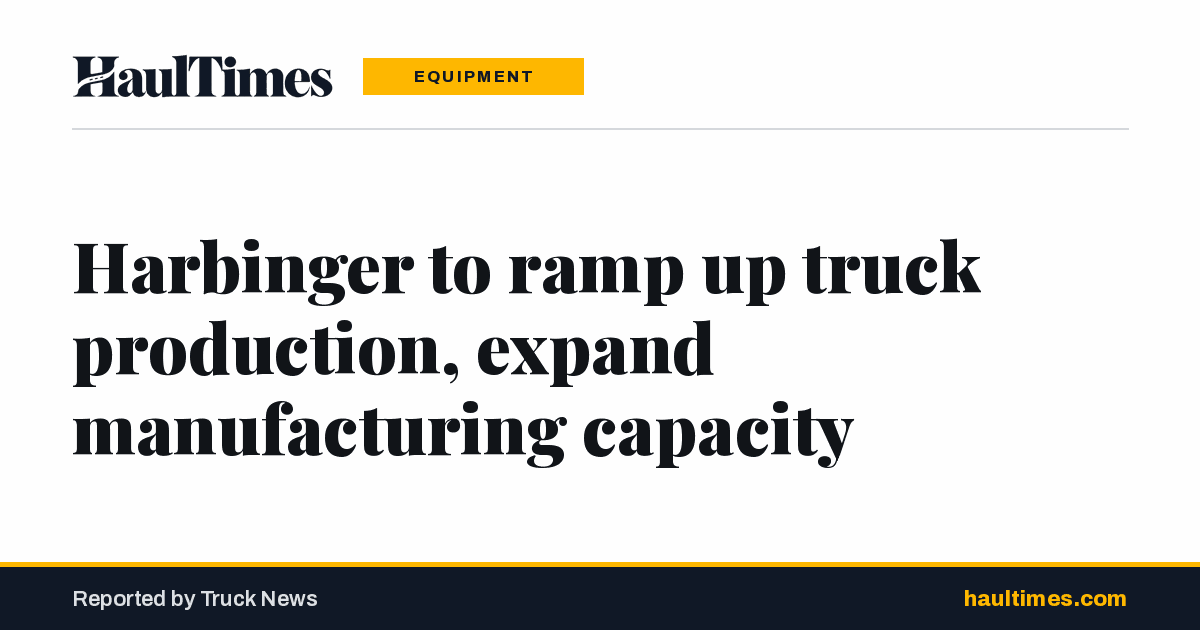 HaulTimes
EQUIPMENT
Harbinger to ramp up truck
production, expand
manufacturing capacity
Reported by Truck News
haultimes.com